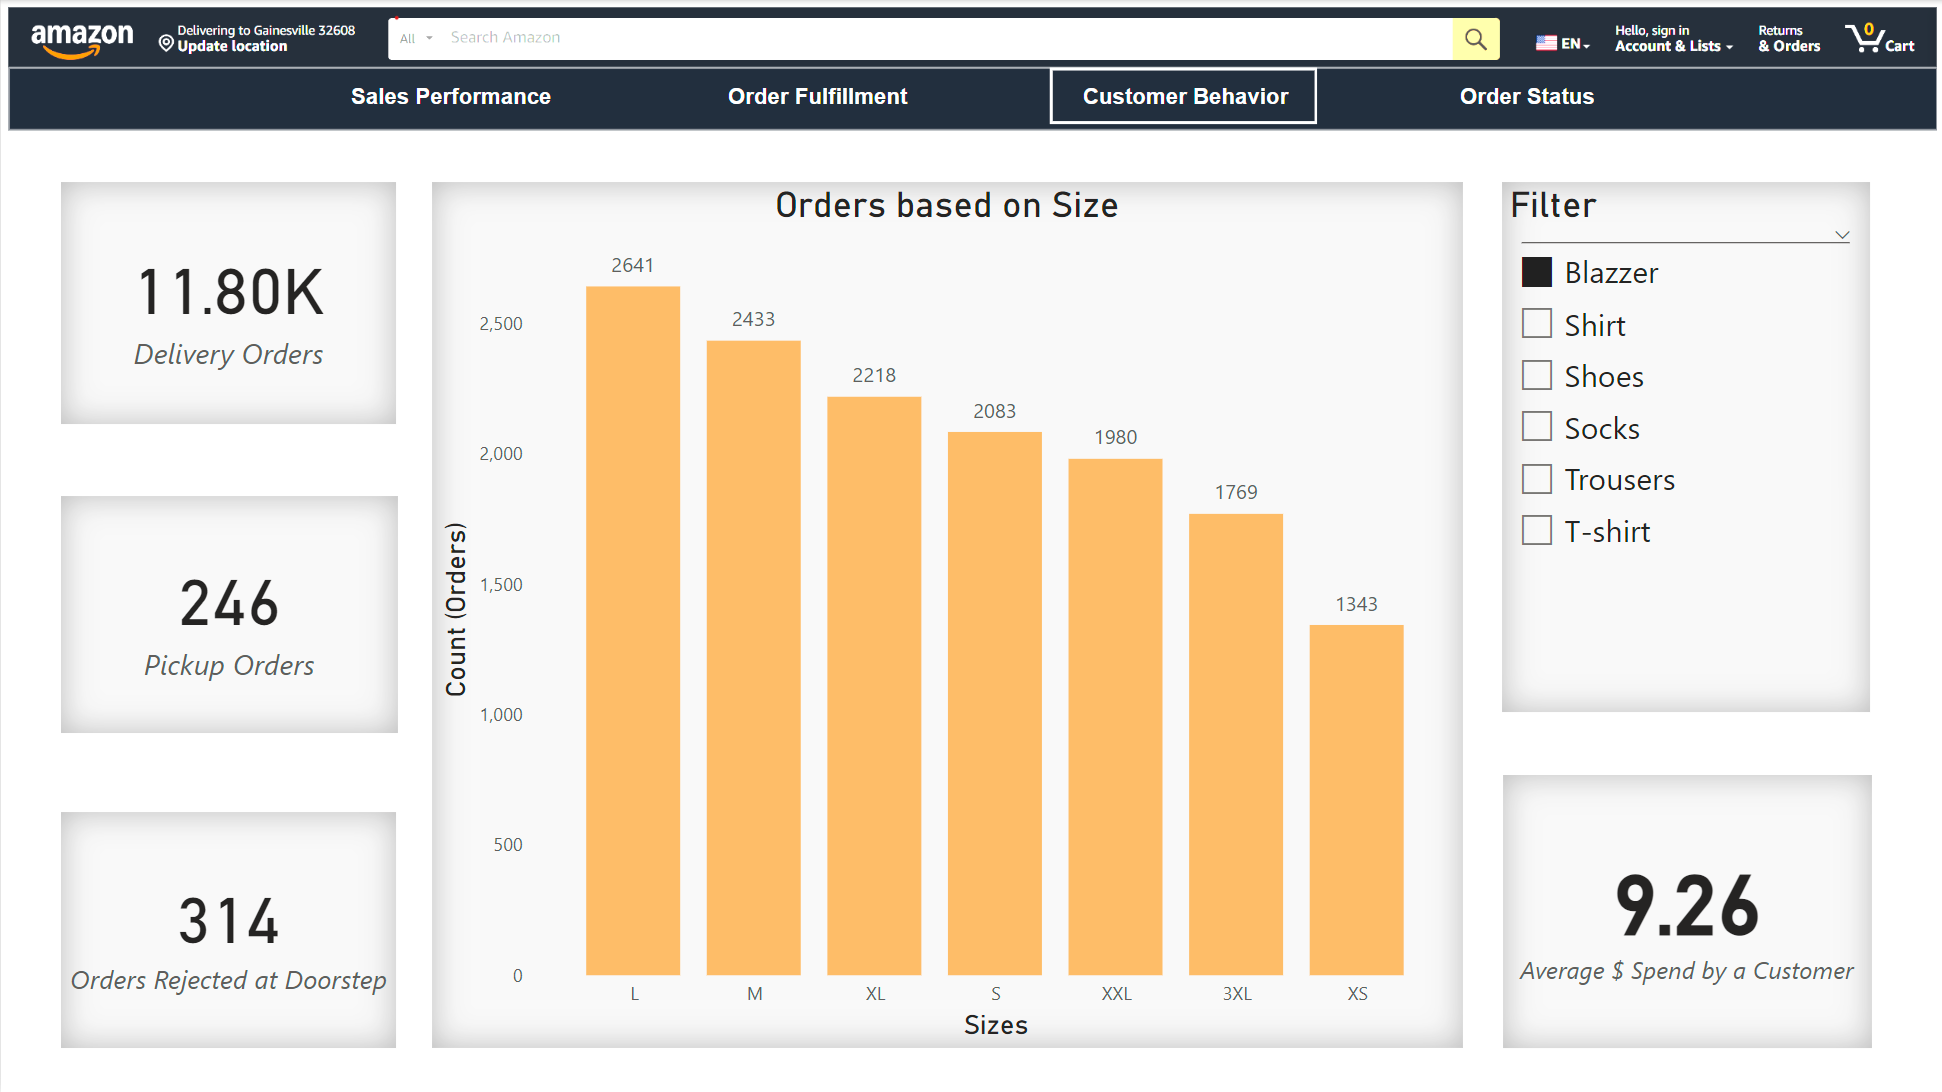 amazon
Delivering to Gainesville 32608
Update location
All
Search Amazon
EN
Hello, sign in
Account & Lists
Returns
& Orders
0
Cart
Sales Performance
Order Fulfillment
Customer Behavior
Order Status
11.80K
Delivery Orders
246
Pickup Orders
314
Orders Rejected at Doorstep
Orders based on Size
Count (Orders)
2,500
2,000
1,500
1,000
500
0
2641
2433
2218
2083
1980
1769
1343
L
M
XL
S
XXL
3XL
XS
Sizes
Filter
Blazzer
Shirt
Shoes
Socks
Trousers
T-shirt
9.26
Average $ Spend by a Customer